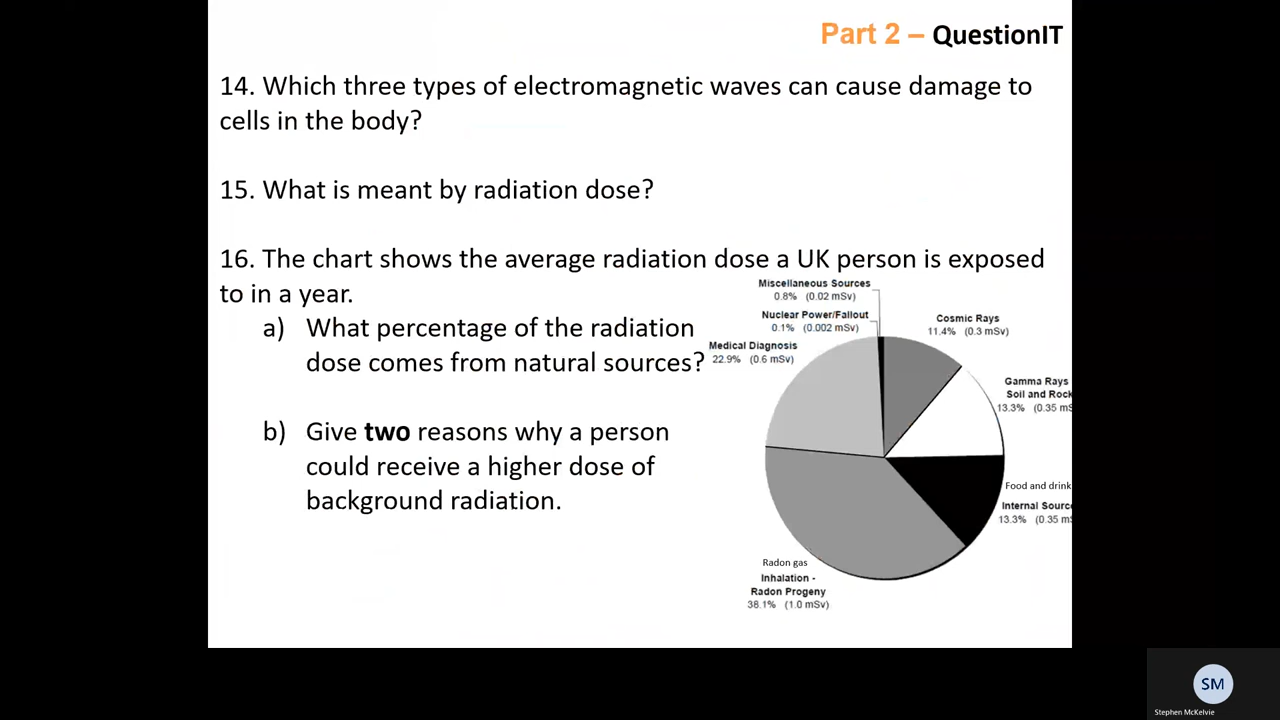 Part 2 – QuestionIT
14. Which three types of electromagnetic waves can cause damage to
cells in the body?
15. What is meant by radiation dose?
16. The chart shows the average radiation dose a UK person is exposed
to in a year.
a) What percentage of the radiation
dose comes from natural sources?
b) Give two reasons why a person
could receive a higher dose of
background radiation.
Miscellaneous Sources
0.8% (0.02 mSv)
Nuclear Power/Fallout
0.1% (0.002 mSv)
Medical Diagnosis
22.9% (0.6 mSv)
Cosmic Rays
11.4% (0.3 mSv)
Gamma Rays
Soil and Rock
13.3% (0.35 mS
Food and drink
Internal Sourc
13.3% (0.35 m
Radon gas
Inhalation -
Radon Progeny
38.1% (1.0 mSv)
SM
Stephen McKelvie